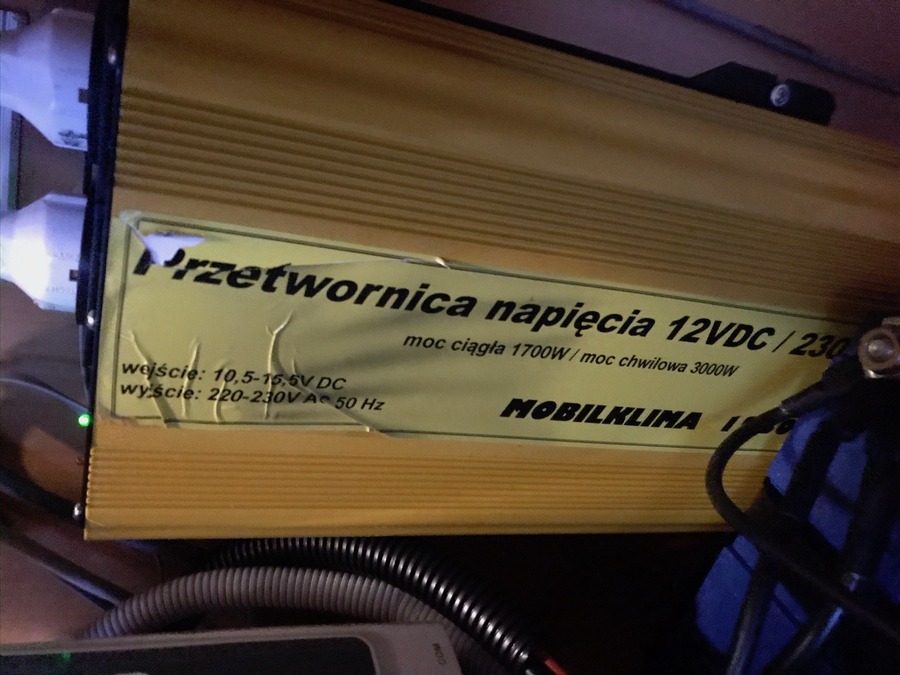 Przetwornica napięcia 12VDC / 230
moc ciągła 1700W / moc chwilowa 3000W
wejście: 10,5-15,5V DC
wyjście: 220-230V AC 50 Hz
MOBILKLIMA
COM